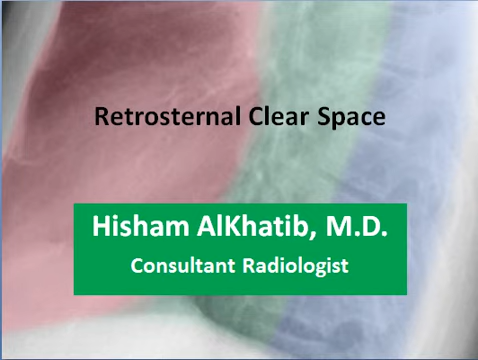 Retrosternal Clear Space
Hisham AlKhatib, M.D.
Consultant Radiologist